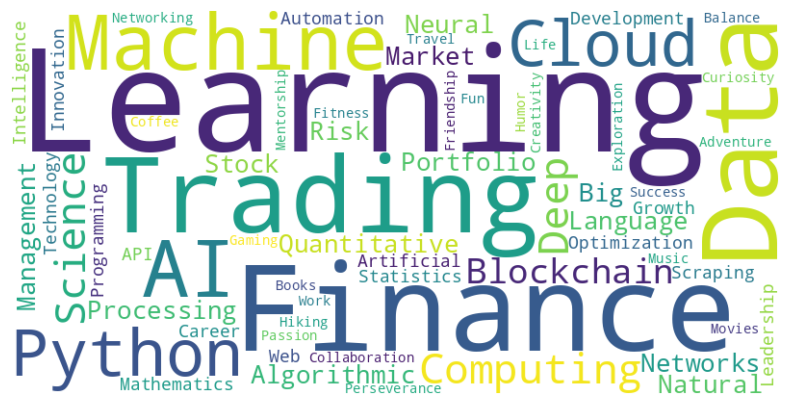 Networking
Automation
Neural
Development
Balance
Machine
Travel
Cloud
Life
Market
Intelligence
Innovation
Learning
Data
Curiosity
Coffee
Mentorship
Fitness
Risk
Friendship
Fun
Humor
Creativity
Exploration
Adventure
Trading
Stock
Portfolio
Deep
Big
Success
Growth
Language
Management
Technology
Science
Programming
API
AI
Gaming
Quantitative
Optimization
Artificial
Statistics
Blockchain
Music
Scraping
Finance
Books
Work
Processing
Hiking
Career
Passion
Movies
Leadership
Python
Web
Collaboration
Computing
Networks
Mathematics
Algorithmic
Perseverance
Natural